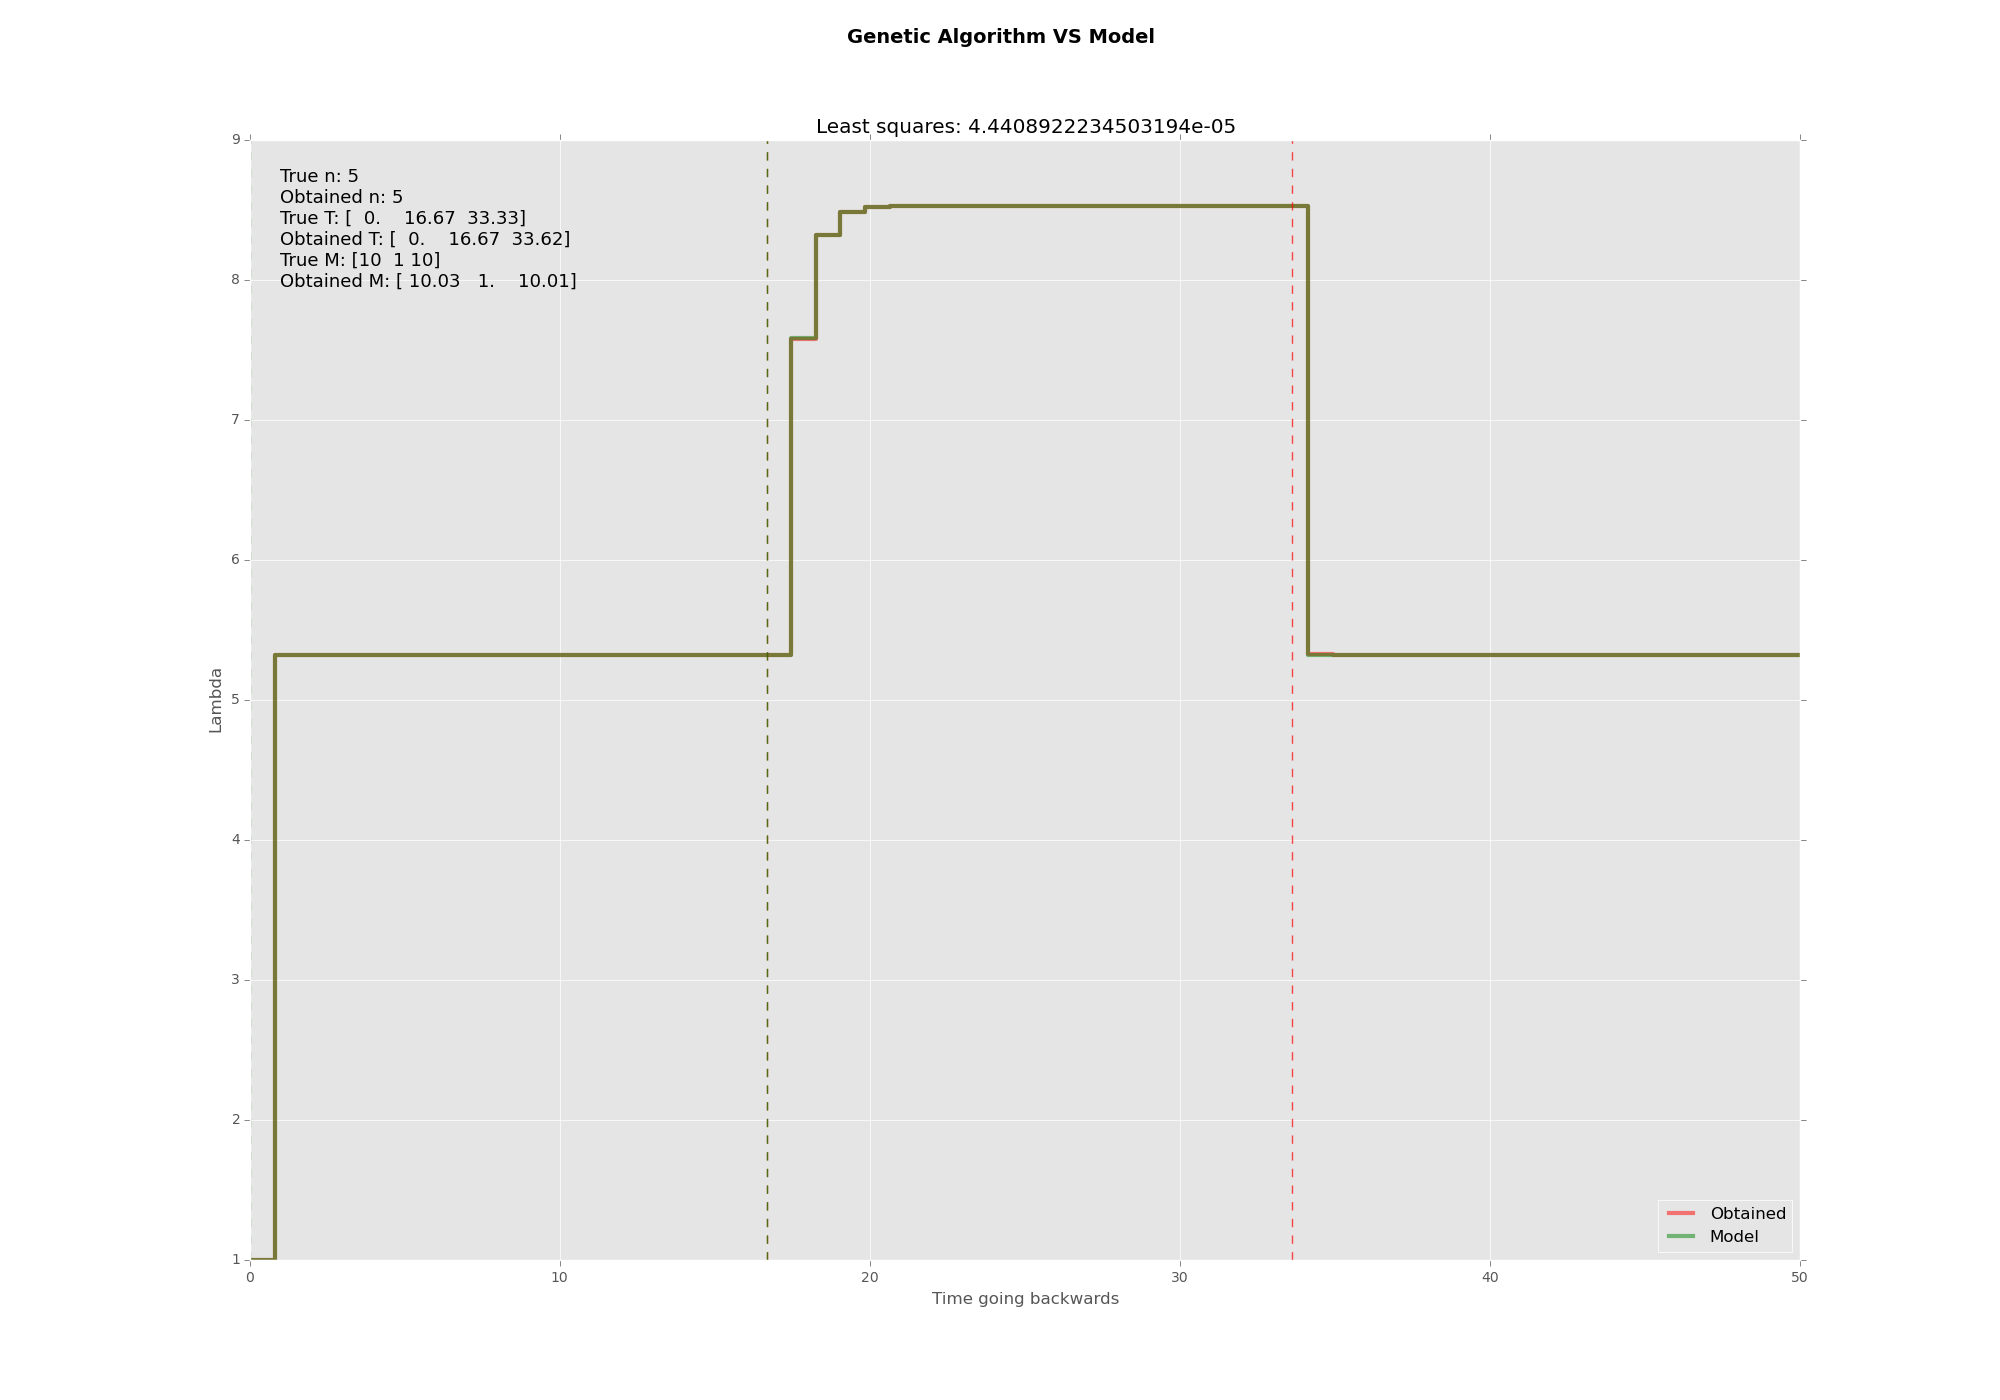 Genetic Algorithm VS Model
Least squares: 4.4408922234503194e-05
True n: 5
Obtained n: 5
True T: [  0.    16.67  33.33]
Obtained T: [  0.    16.67  33.62]
True M: [10  1 10]
Obtained M: [ 10.03   1.    10.01]
9
8
7
6
5
4
3
2
1
Lambda
0 10 20 30 40 50
Time going backwards
Obtained
Model